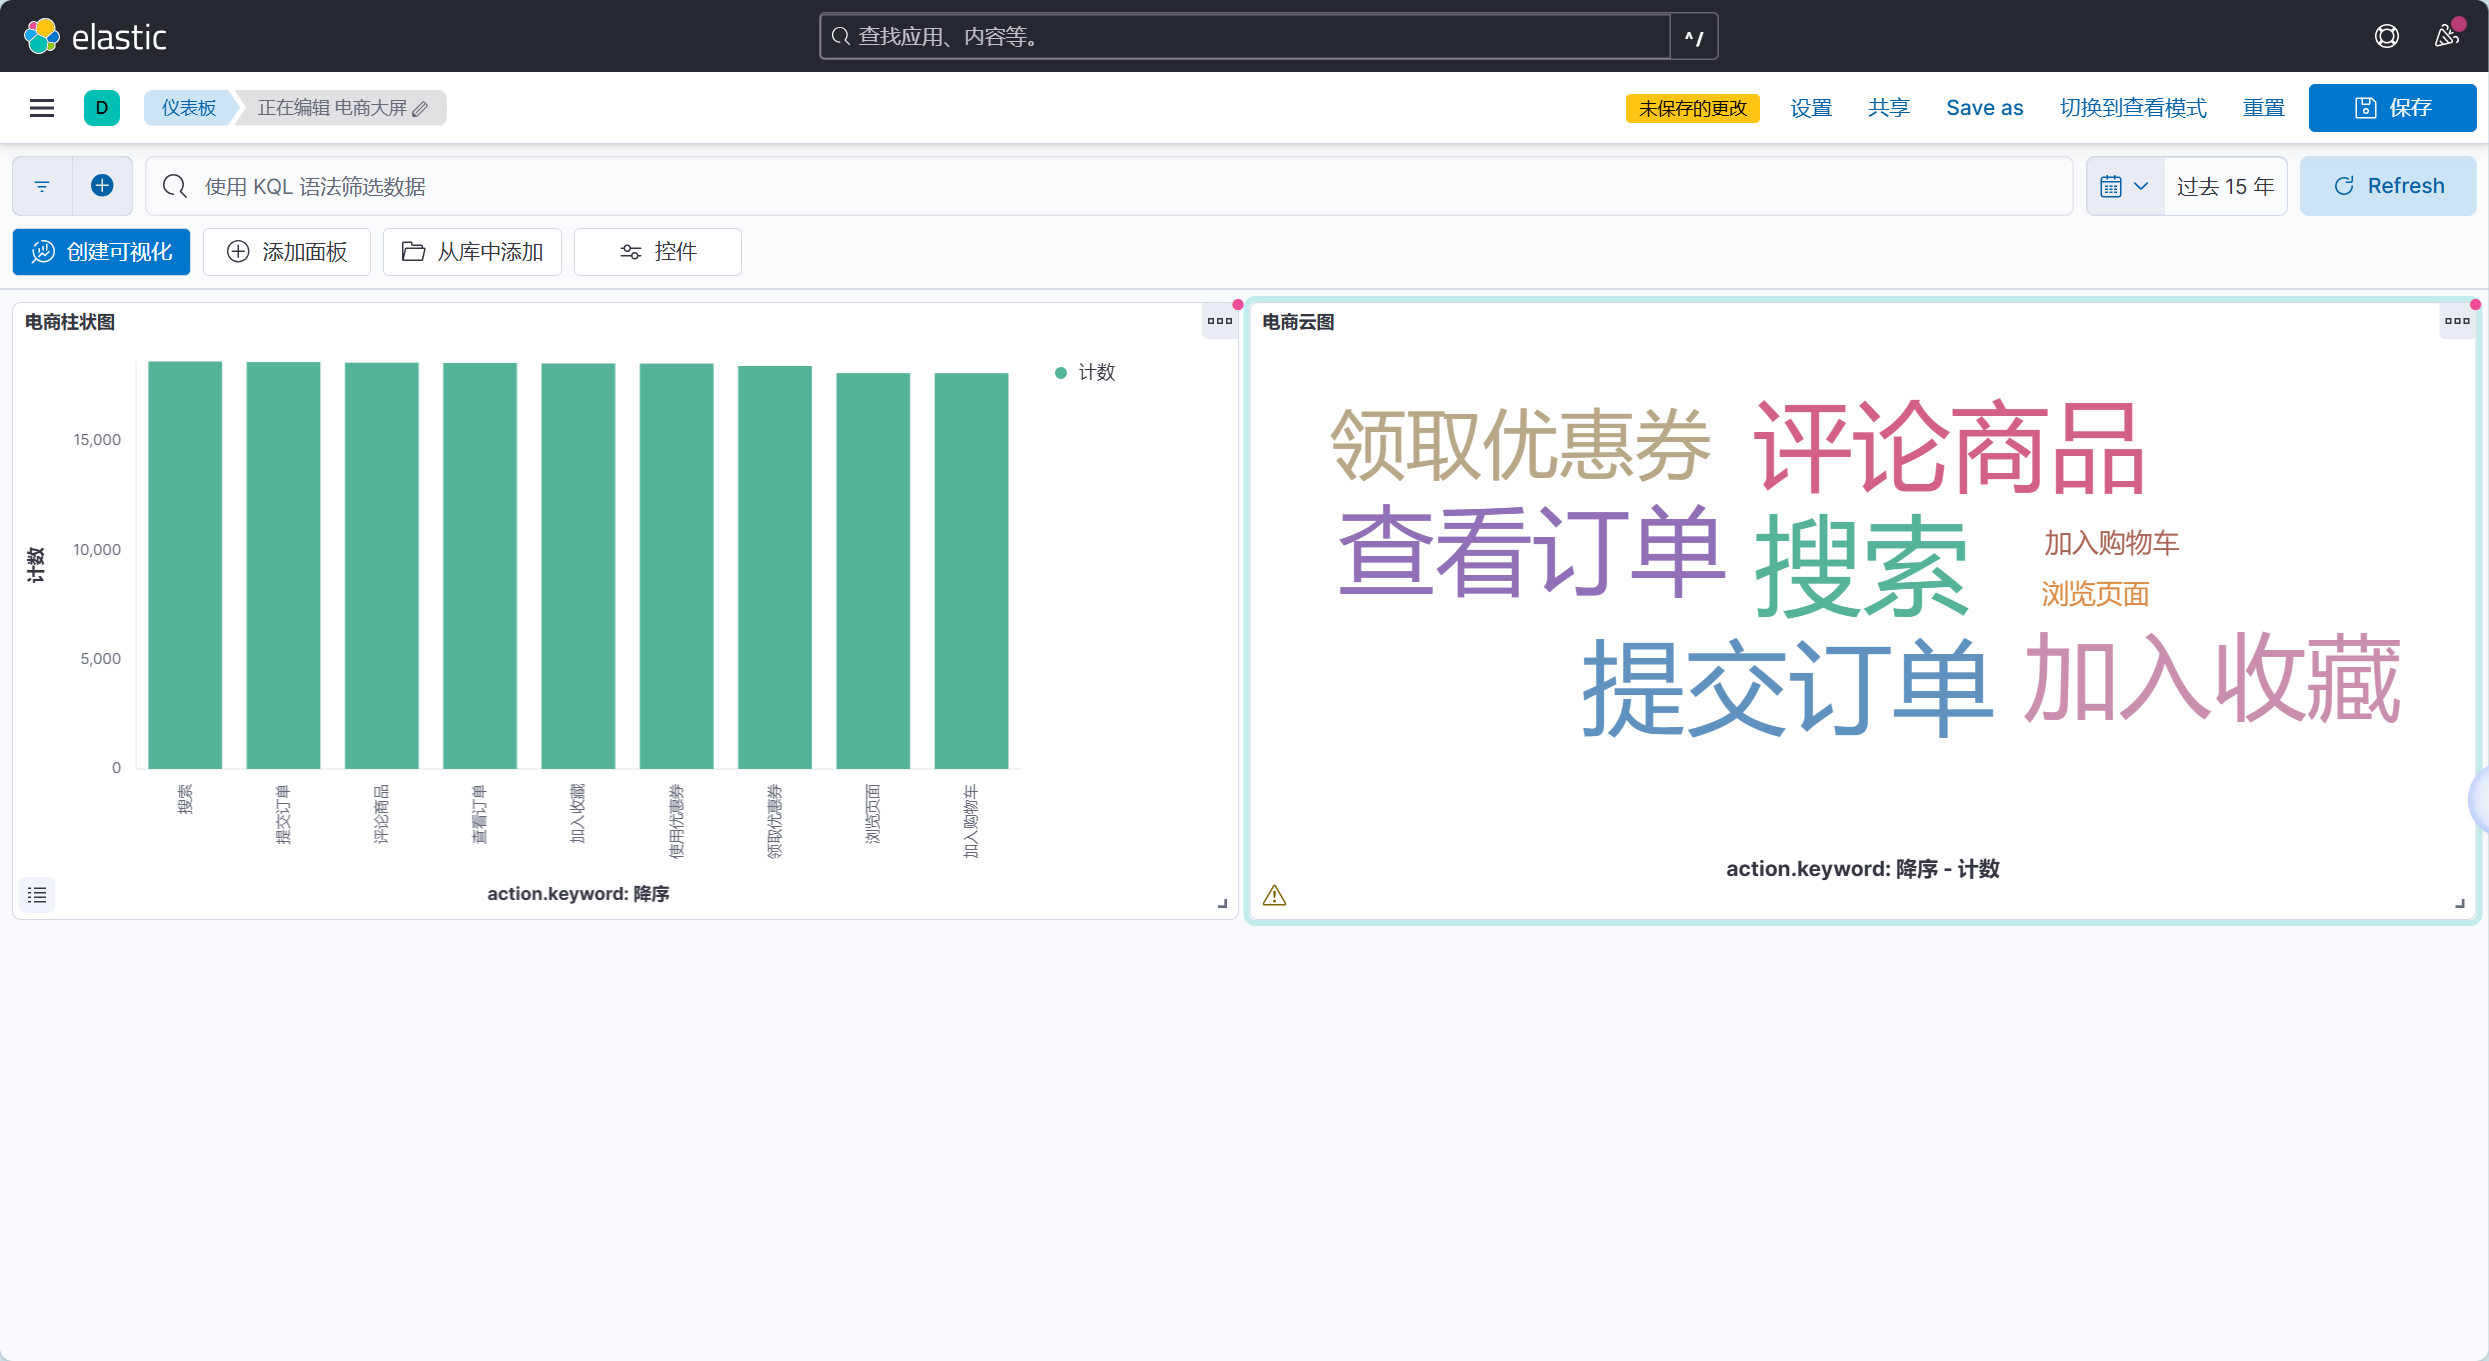 elastic
查找应用、内容等。
^/
D
仪表板
正在编辑 电商大屏
未保存的更改
设置
共享
Save as
切换到查看模式
重置
保存
使用 KQL 语法筛选数据
过去 15 年
Refresh
创建可视化
添加面板
从库中添加
控件
电商柱状图
计数
15,000
10,000
5,000
0
计数
搜索
提交订单
评论商品
查看订单
加入收藏
使用优惠券
领取优惠券
浏览页面
加入购物车
action.keyword: 降序
电商云图
领取优惠券
评论商品
查看订单
搜索
加入购物车
浏览页面
提交订单
加入收藏
action.keyword: 降序 - 计数